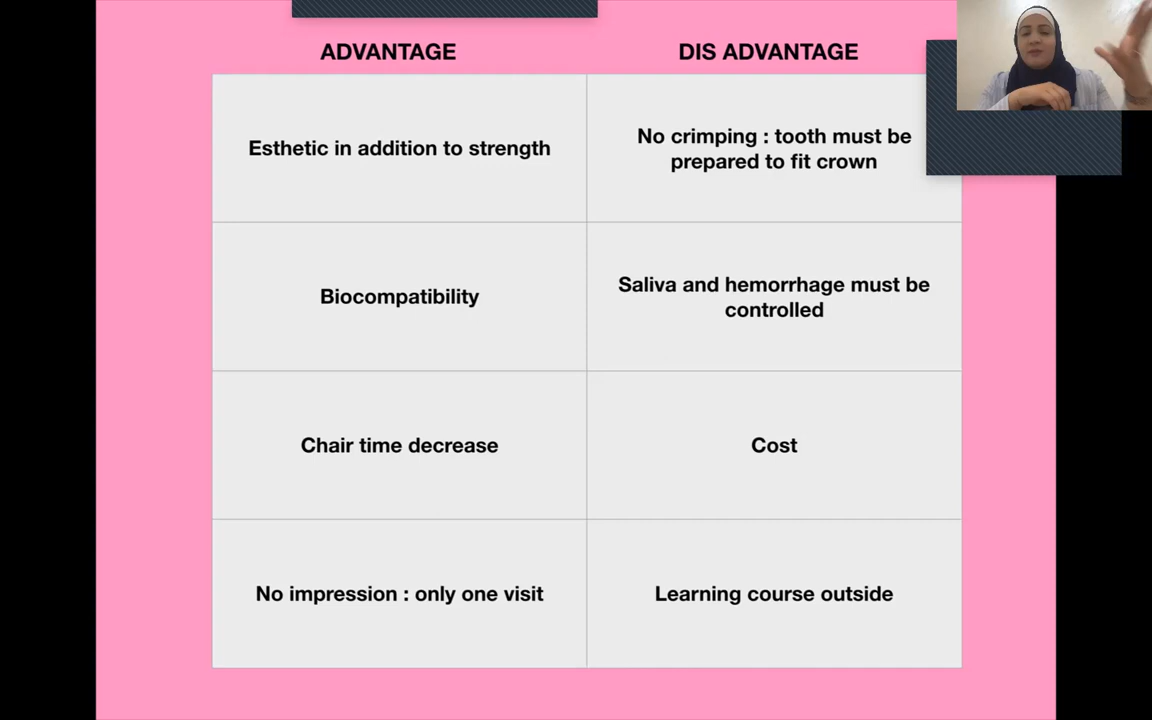 ADVANTAGE
DIS ADVANTAGE
Esthetic in addition to strength
No crimping : tooth must be
prepared to fit crown
Biocompatibility
Saliva and hemorrhage must be
controlled
Chair time decrease
Cost
No impression : only one visit
Learning course outside